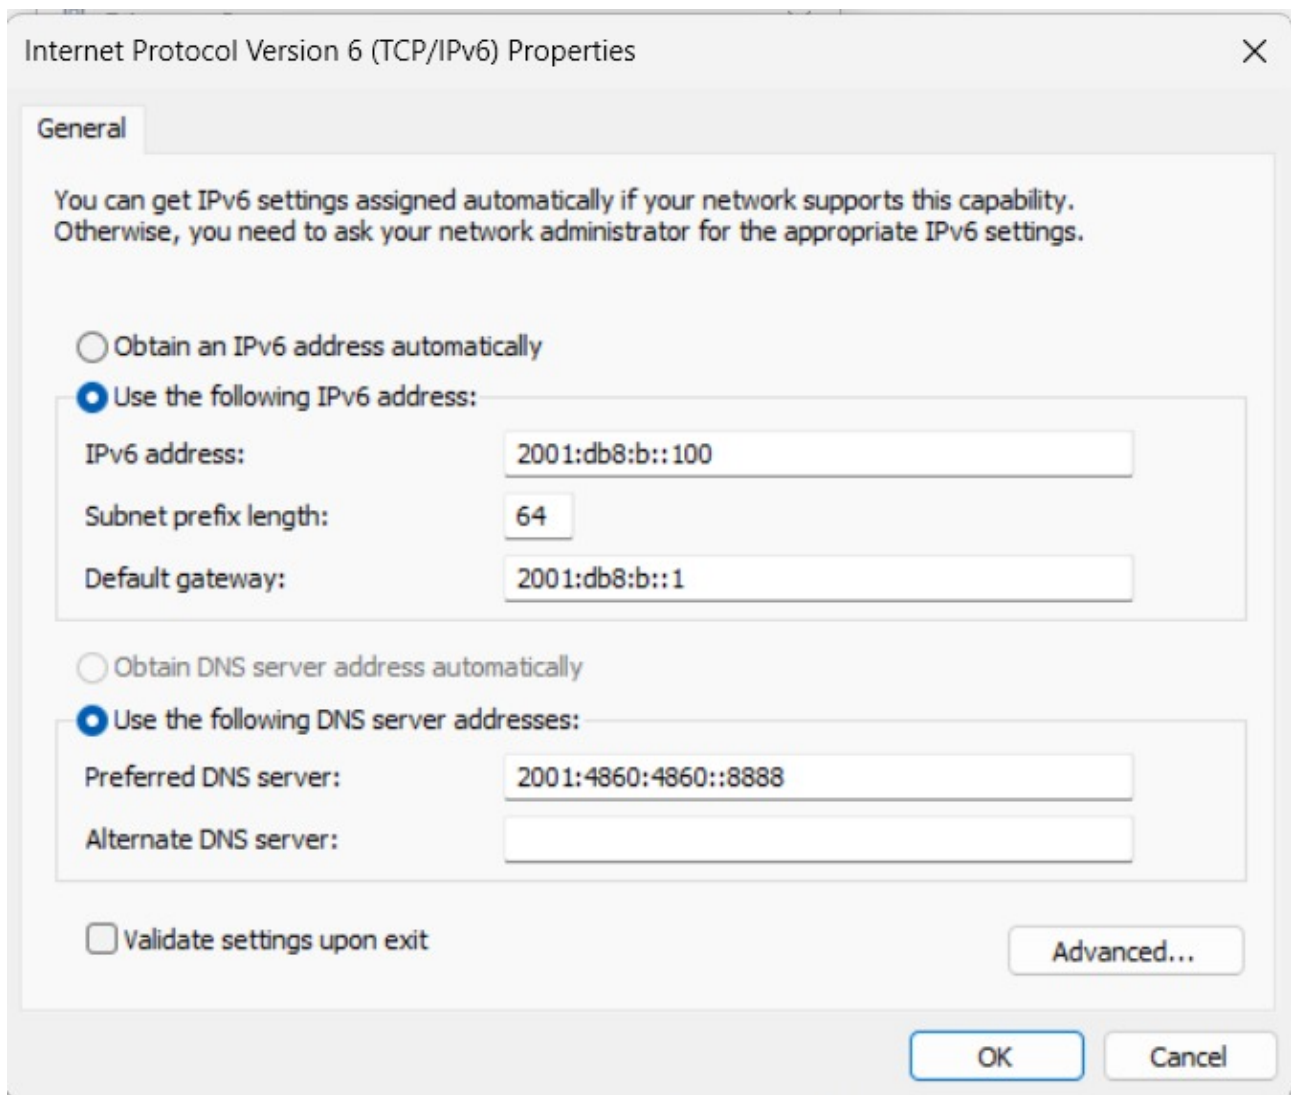 Internet Protocol Version 6 (TCP/IPv6) Properties
General
You can get IPv6 settings assigned automatically if your network supports this capability.
Otherwise, you need to ask your network administrator for the appropriate IPv6 settings.
Obtain an IPv6 address automatically
Use the following IPv6 address:
IPv6 address: 2001:db8:b::100
Subnet prefix length: 64
Default gateway: 2001:db8:b::1
Obtain DNS server address automatically
Use the following DNS server addresses:
Preferred DNS server: 2001:4860:4860::8888
Alternate DNS server:
Validate settings upon exit
Advanced...
OK Cancel